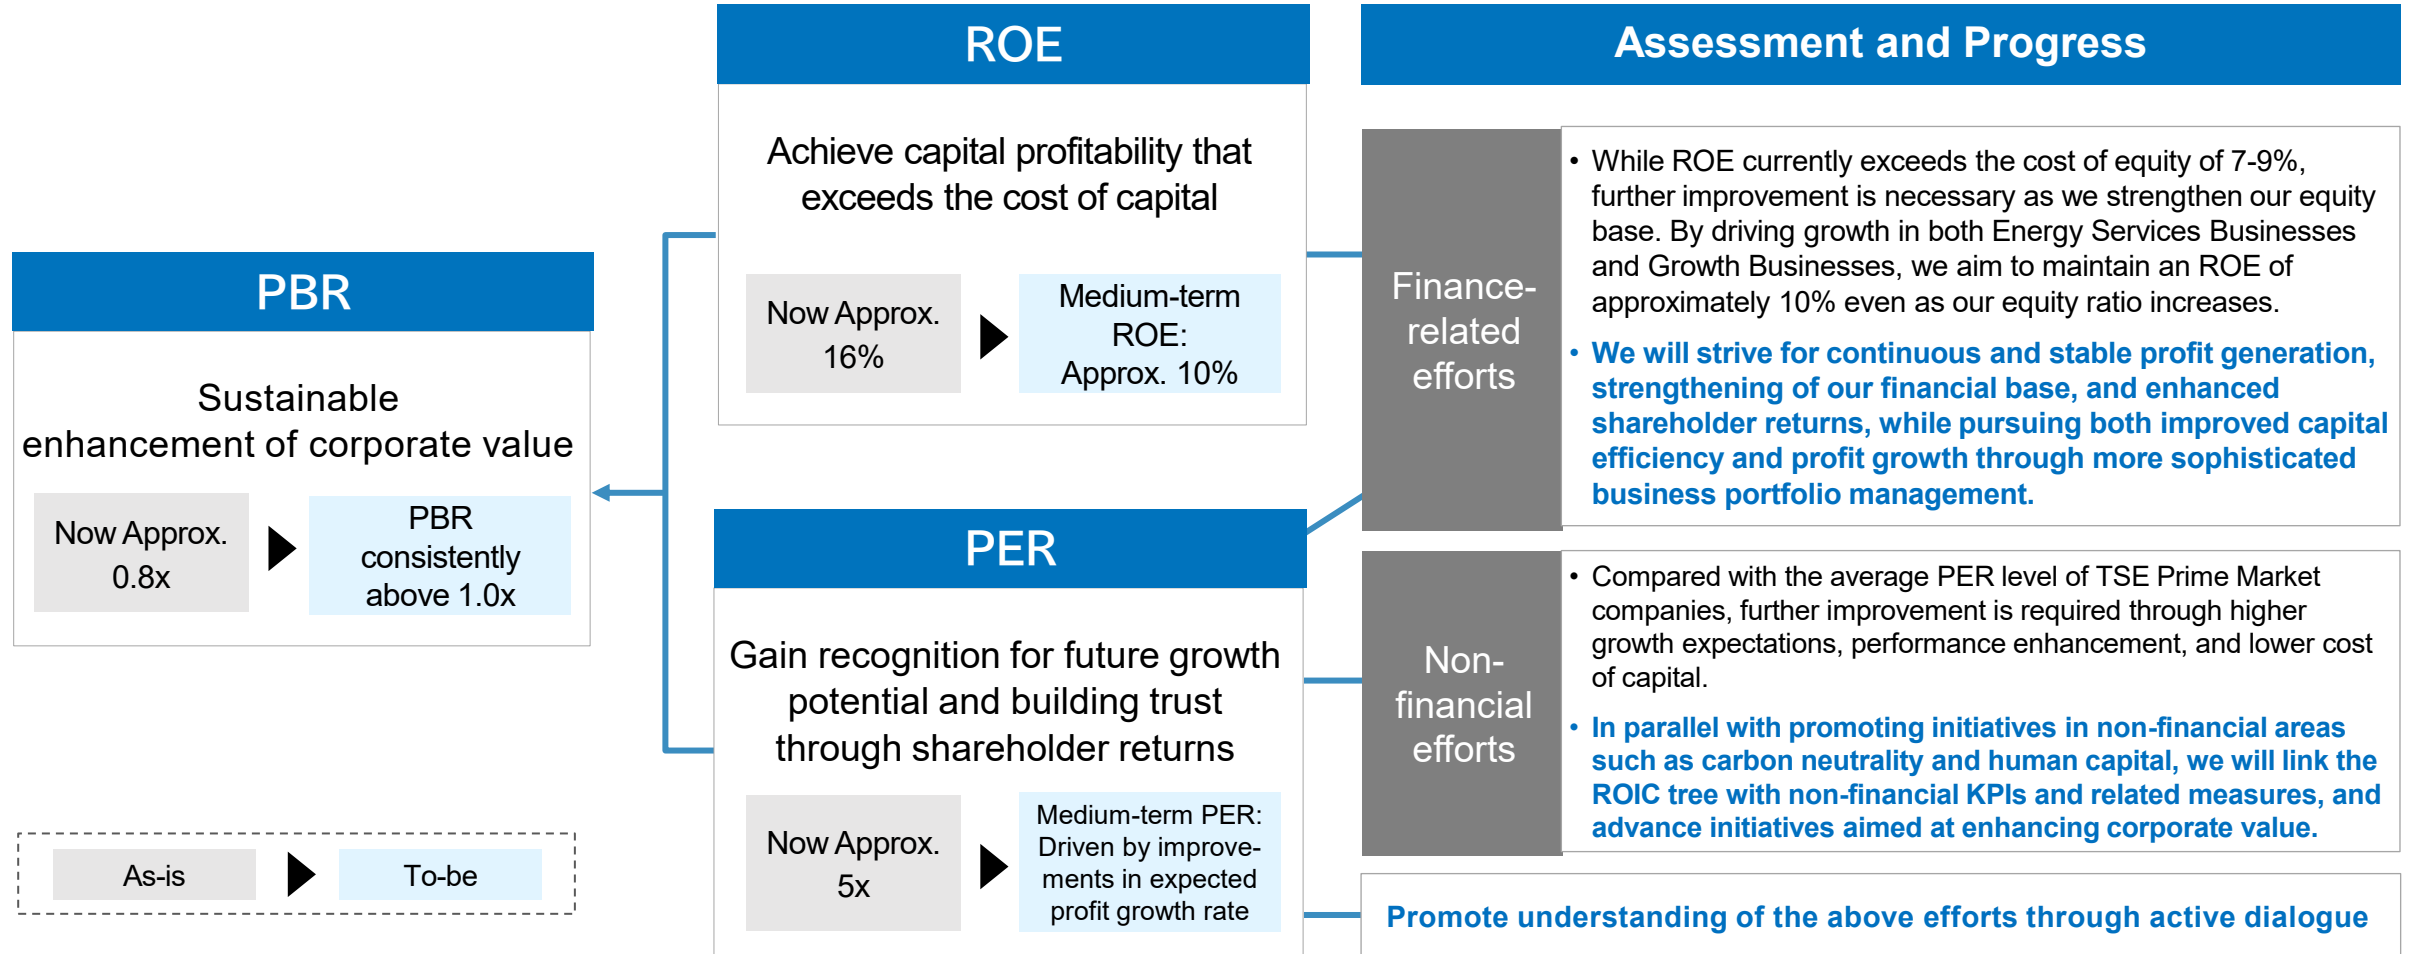 PBR
Sustainable
enhancement of corporate value
Now Approx.
0.8x
PBR
consistently
above 1.0x
As-is
To-be
ROE
Achieve capital profitability that
exceeds the cost of capital
Now Approx.
16%
Medium-term
ROE:
Approx. 10%
PER
Gain recognition for future growth
potential and building trust
through shareholder returns
Now Approx.
5x
Medium-term PER:
Driven by improve-
ments in expected
profit growth rate
Assessment and Progress
Finance-
related
efforts
• While ROE currently exceeds the cost of equity of 7-9%,
further improvement is necessary as we strengthen our equity
base. By driving growth in both Energy Services Businesses
and Growth Businesses, we aim to maintain an ROE of
approximately 10% even as our equity ratio increases.
• We will strive for continuous and stable profit generation,
strengthening of our financial base, and enhanced
shareholder returns, while pursuing both improved capital
efficiency and profit growth through more sophisticated
business portfolio management.
Non-
financial
efforts
• Compared with the average PER level of TSE Prime Market
companies, further improvement is required through higher
growth expectations, performance enhancement, and lower cost
of capital.
• In parallel with promoting initiatives in non-financial areas
such as carbon neutrality and human capital, we will link the
ROIC tree with non-financial KPIs and related measures, and
advance initiatives aimed at enhancing corporate value.
Promote understanding of the above efforts through active dialogue